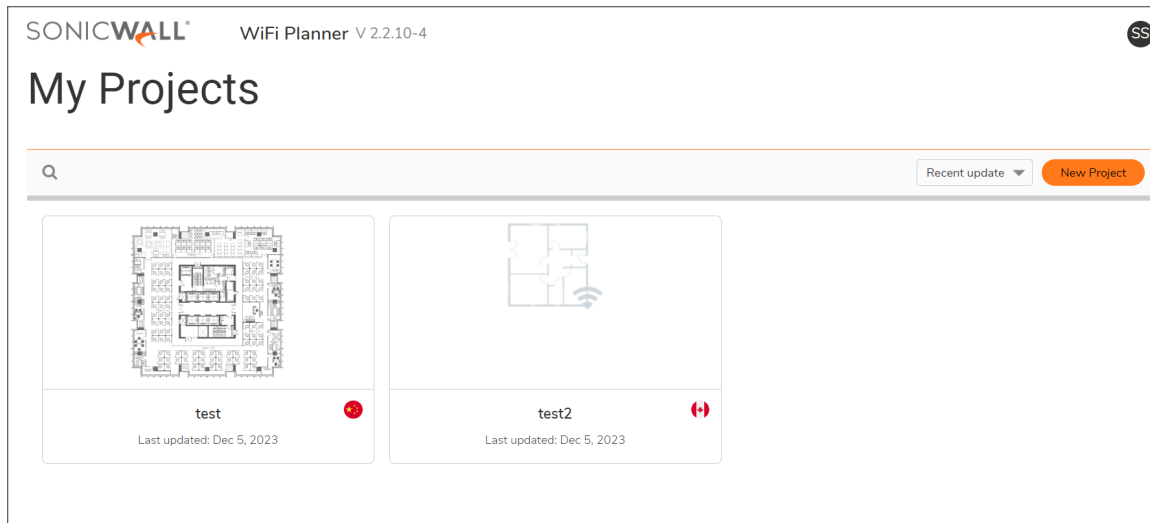 SONICWALL® WiFi Planner V 2.2.10-4 SS
My Projects
Recent update New Project
test test2
Last updated: Dec 5, 2023 Last updated: Dec 5, 2023